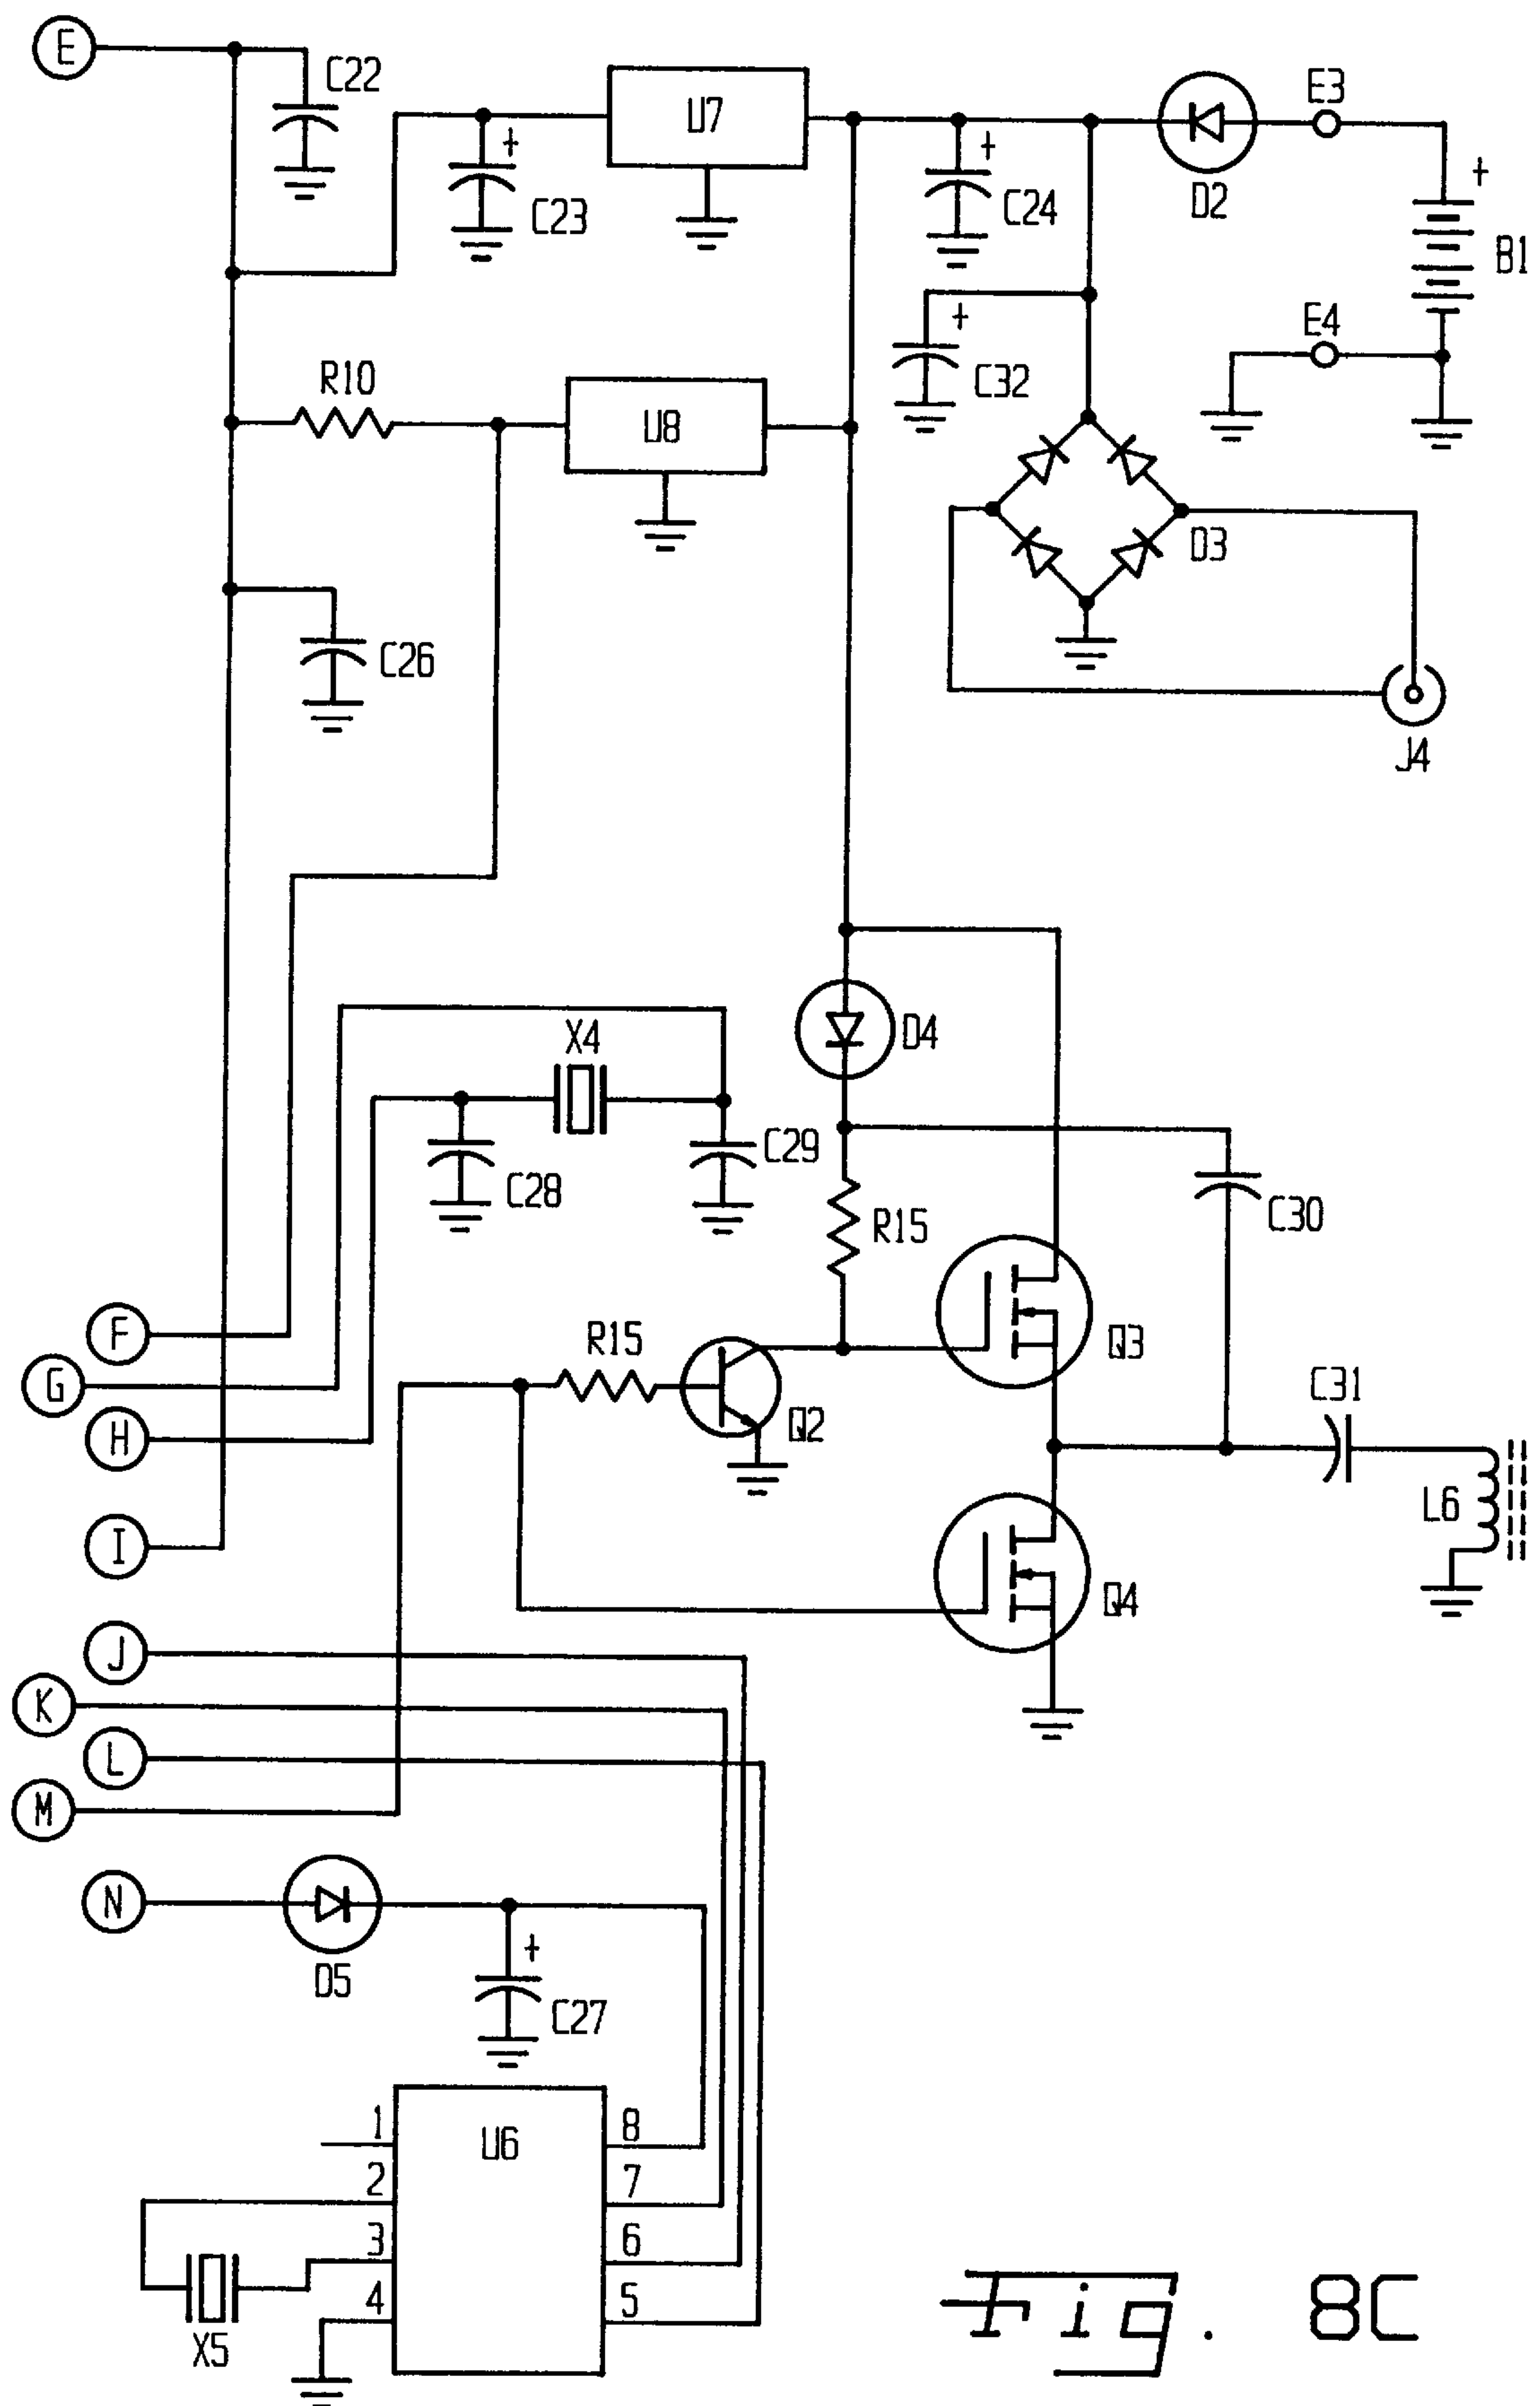 E
C22
U7
E3
+
+
+
C23
C24
D2
B1
E4
+
R10
C32
U8
D3
C26
J4
X4
D4
C29
C28
C30
R15
F
R15
Q3
G
C31
H
Q2
L6
I
Q4
J
K
L
M
N
+
D5
C27
1
U6
8
2
7
3
6
4
5
X5
Fig. 8C